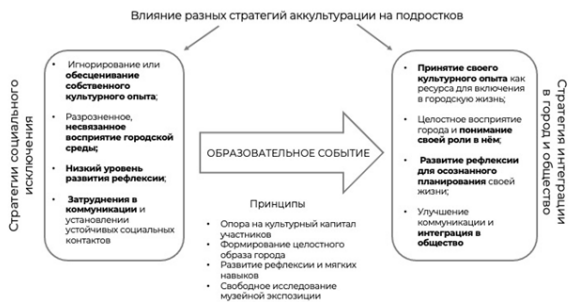 Влияние разных стратегий аккультурации на подростков
Стратегии социального
исключения
• Игнорирование или
обесценивание
собственного
культурного опыта;
• Разрозненное,
несвязанное
восприятие городской
среды;
• Низкий уровень
развития рефлексии;
• Затруднения в
коммуникации и
установлении
устойчивых социальных
контактов
ОБРАЗОВАТЕЛЬНОЕ СОБЫТИЕ
Принципы
• Опора на культурный капитал
участников
• Формирование целостного
образа города
• Развитие рефлексии и мягких
навыков
• Свободное исследование
музейной экспозиции
• Принятие своего
культурного опыта как
ресурса для включения
в городскую жизнь;
• Целостное восприятие
города и понимание
своей роли в нём;
• Развитие рефлексии
для осознанного
планирования своей
жизни;
• Улучшение
коммуникации и
интеграция в
общество
Стратегия интеграции
в город и общество